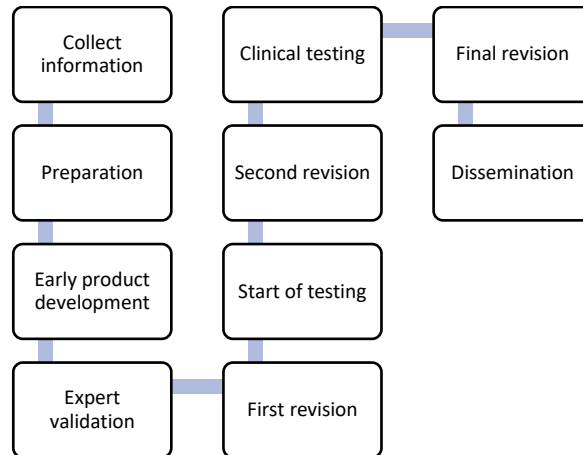 Collect
information
Preparation
Early product
development
Expert
validation
First revision
Start of testing
Second revision
Clinical testing
Final revision
Dissemination